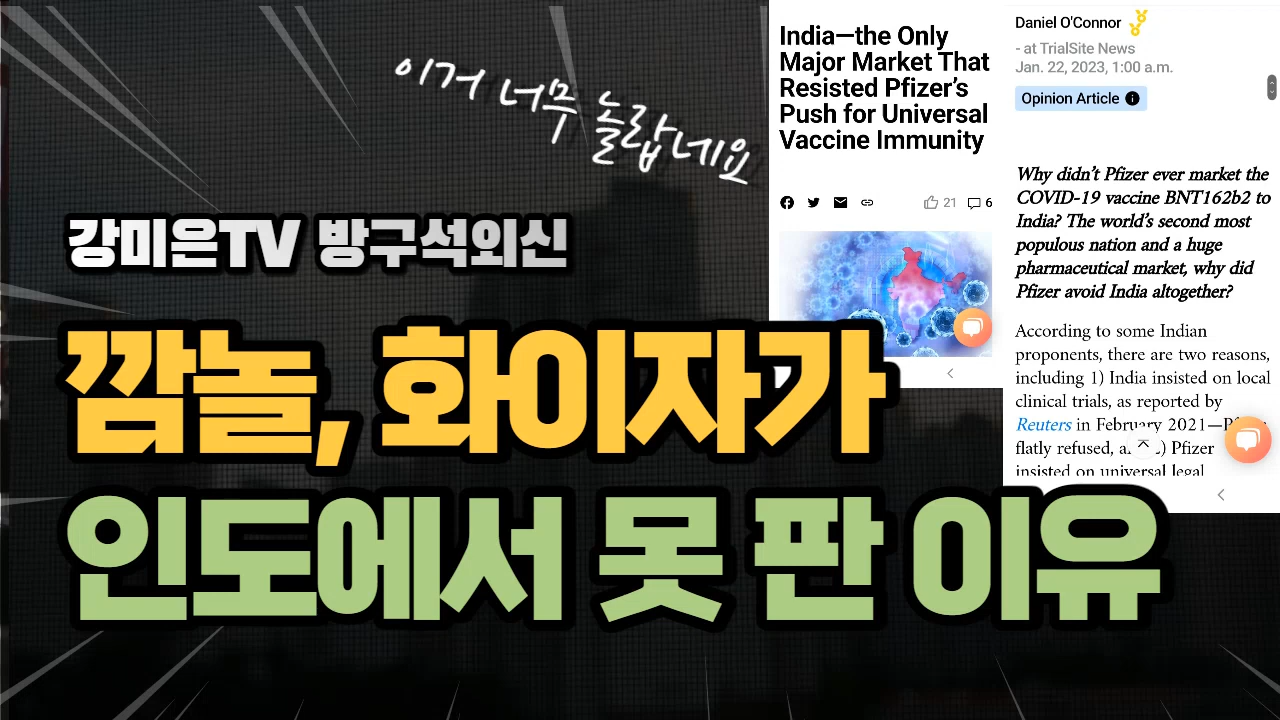 이거 너무 놀랍네요
강미은TV 방구석외신
깜놀, 화이자가
인도에서 못 판 이유
India—the Only
Major Market That
Resisted Pfizer's
Push for Universal
Vaccine Immunity
21 6
Daniel O'Connor
- at TrialSite News
Jan. 22, 2023, 1:00 a.m.
Opinion Article
Why didn't Pfizer ever market the
COVID-19 vaccine BNT162b2 to
India? The world's second most
populous nation and a huge
pharmaceutical market, why did
Pfizer avoid India altogether?
According to some Indian
proponents, there are two reasons,
including 1) India insisted on local
clinical trials, as reported by
Reuters in February 2021—
flatly refused, Pfizer
insisted on universal legal